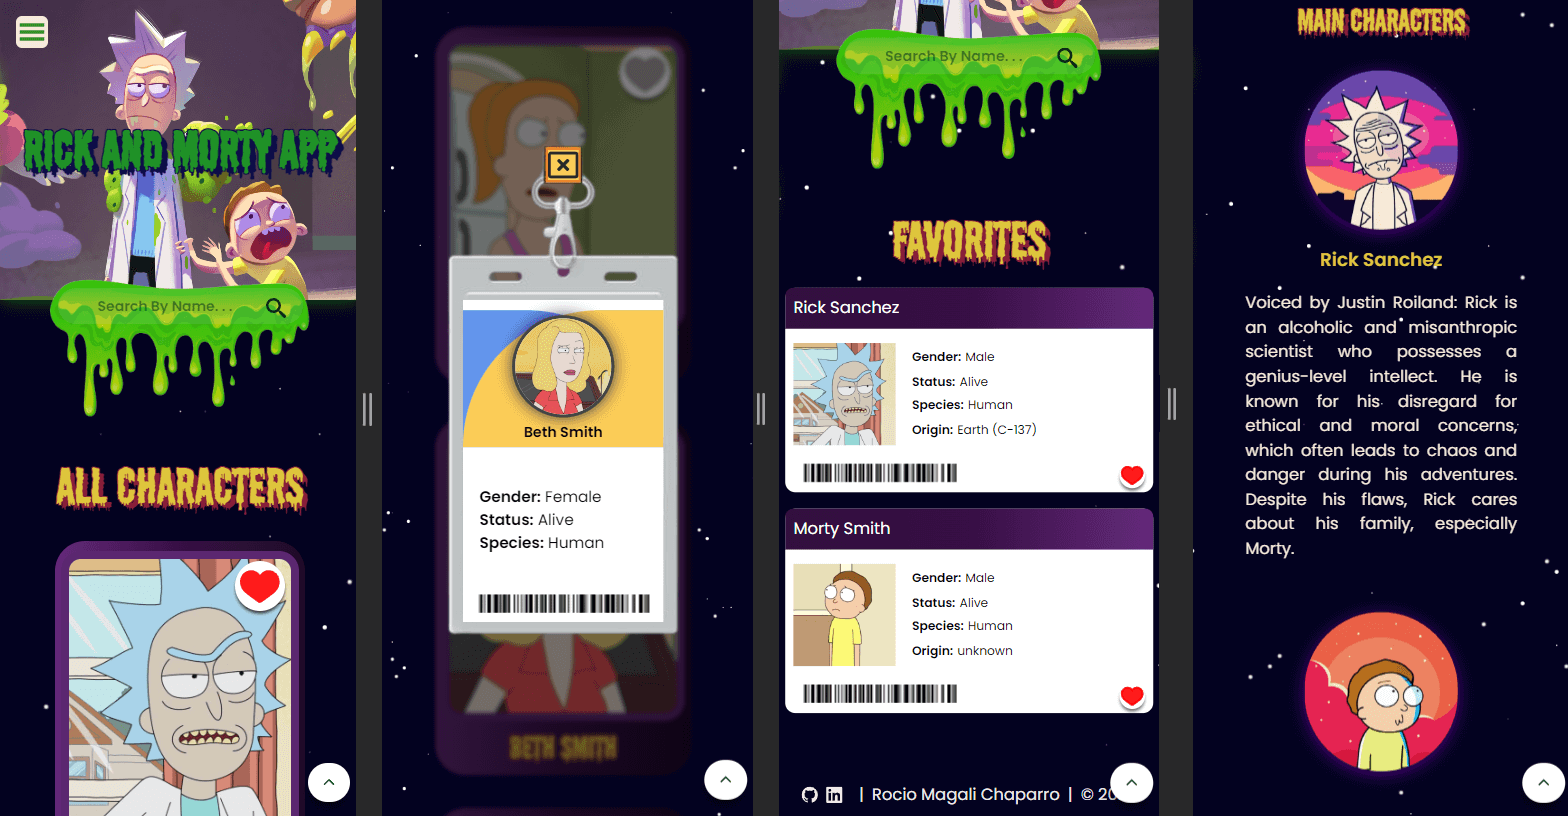 RICK AND MORTY APP
Search By Name. . .
ALL CHARACTERS
Beth Smith
Gender: Female
Status: Alive
Species: Human
BETH SMITH
Search By Name. . .
FAVORITES
Rick Sanchez
Gender: Male
Status: Alive
Species: Human
Origin: Earth (C-137)
Morty Smith
Gender: Male
Status: Alive
Species: Human
Origin: unknown
| Rocio Magali Chaparro | © 20
MAIN CHARACTERS
Rick Sanchez
Voiced by Justin Roiland: Rick is
an alcoholic and misanthropic
scientist who possesses a
genius-level intellect. He is
known for his disregard for
ethical and moral concerns,
which often leads to chaos and
danger during his adventures.
Despite his flaws, Rick cares
about his family, especially
Morty.